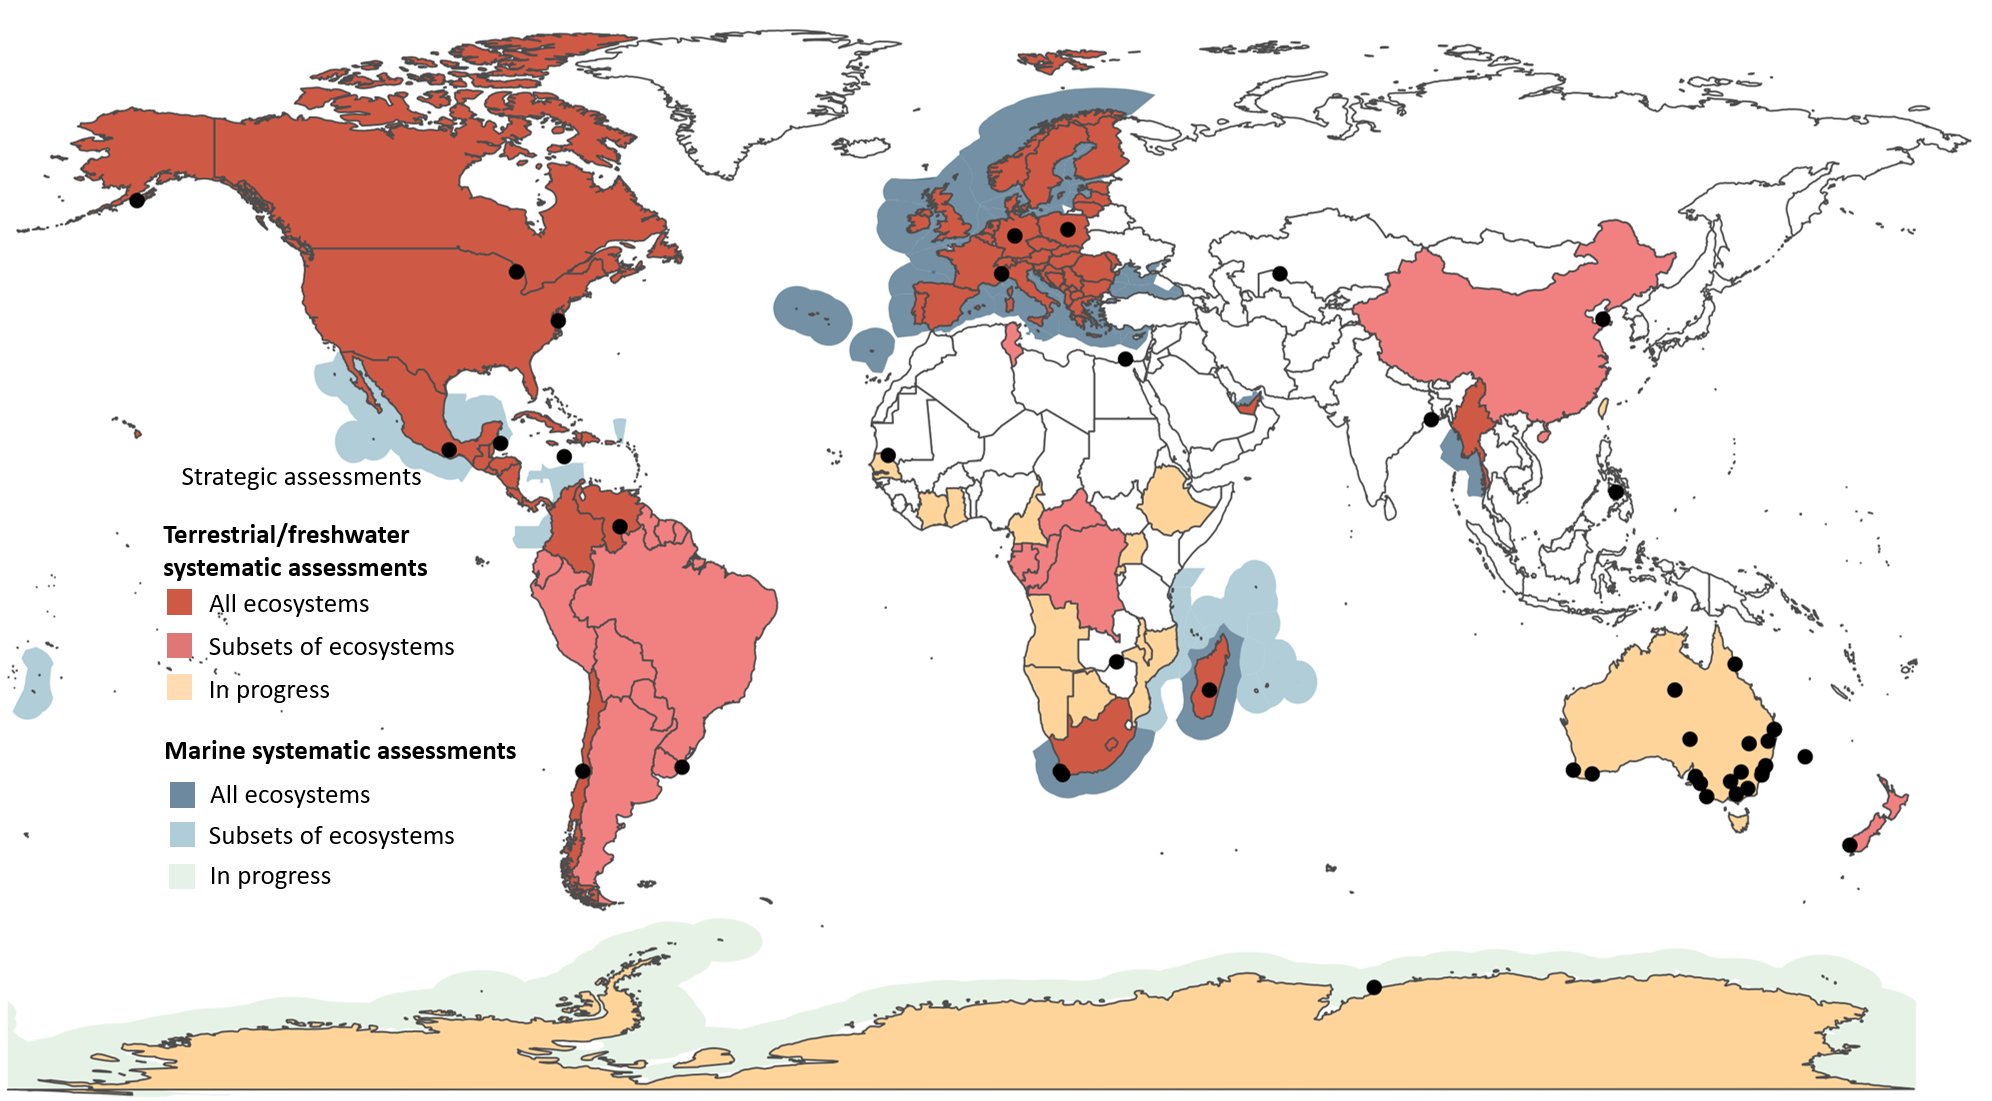 Strategic assessments
Terrestrial/freshwater
systematic assessments
All ecosystems
Subsets of ecosystems
In progress
Marine systematic assessments
All ecosystems
Subsets of ecosystems
In progress